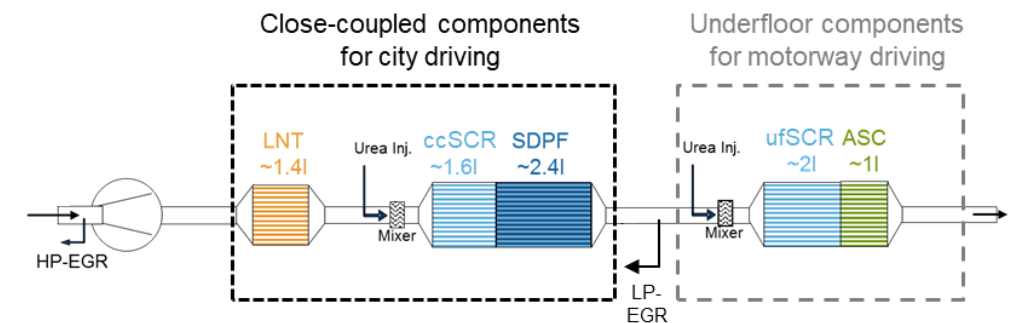 Close-coupled components
for city driving
Underfloor components
for motorway driving
LNT
~1.4l
Urea Inj.
ccSCR
~1.6l
SDPF
~2.4l
Urea Inj.
ufSCR
~2l
ASC
~1l
HP-EGR
Mixer
Mixer
LP-
EGR